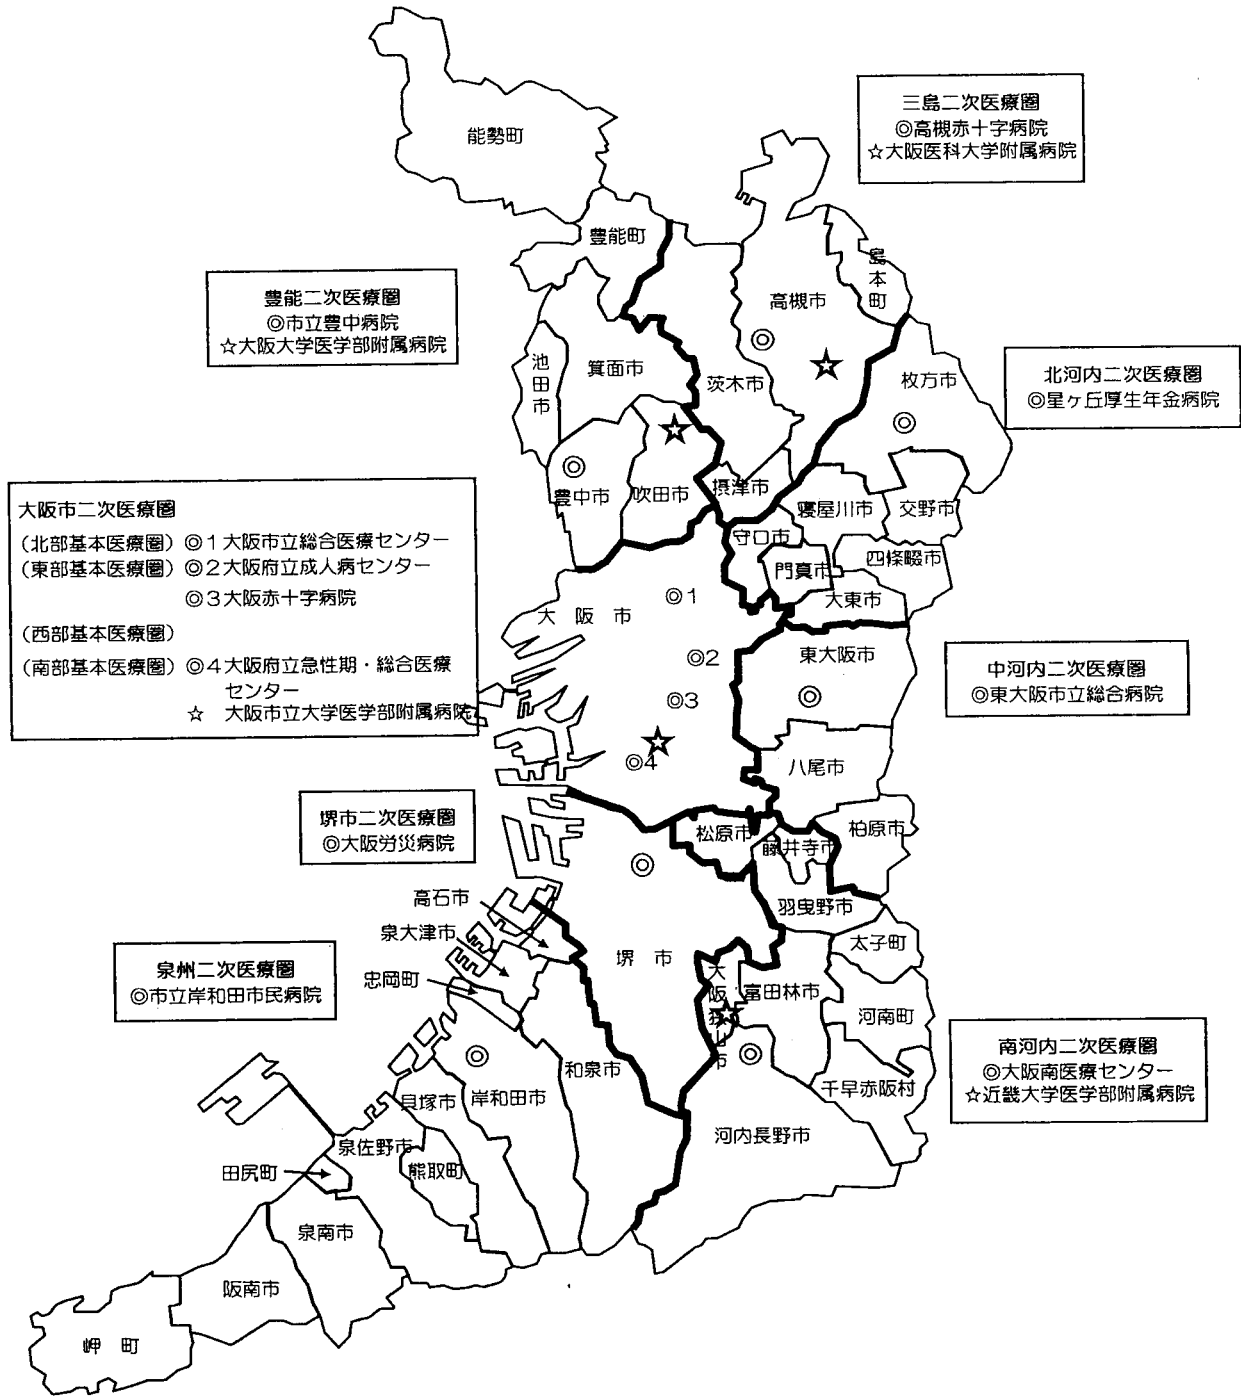 能勢町
三島二次医療圏
◎高槻赤十字病院
☆大阪医科大学附属病院
豊能町
島本町
豊能二次医療圏
◎市立豊中病院
☆大阪大学医学部附属病院
高槻市
◎
☆
池田市
箕面市
茨木市
枚方市
◎
北河内二次医療圏
◎星ヶ丘厚生年金病院
☆
◎
豊中市
吹田市
摂津市
寝屋川市
交野市
守口市
門真市
四條畷市
大東市
大阪市二次医療圏
(北部基本医療圏)◎1大阪市立総合医療センター
(東部基本医療圏)◎2大阪府立成人病センター
◎3大阪赤十字病院
(西部基本医療圏)
(南部基本医療圏)◎4大阪府立急性期・総合医療
センター
☆ 大阪市立大学医学部附属病院
大 阪 市
◎1
◎2
◎3
☆
◎4
東大阪市
◎
中河内二次医療圏
◎東大阪市立総合病院
八尾市
堺市二次医療圏
◎大阪労災病院
松原市
藤井寺市
柏原市
◎
高石市
羽曳野市
泉大津市
太子町
堺 市
忠岡町
大阪狭山市
☆
富田林市
泉州二次医療圏
◎市立岸和田市民病院
河南町
南河内二次医療圏
◎大阪南医療センター
☆近畿大学医学部附属病院
◎
◎
和泉市
千早赤阪村
貝塚市
岸和田市
河内長野市
泉佐野市
熊取町
田尻町
泉南市
阪南市
岬 町